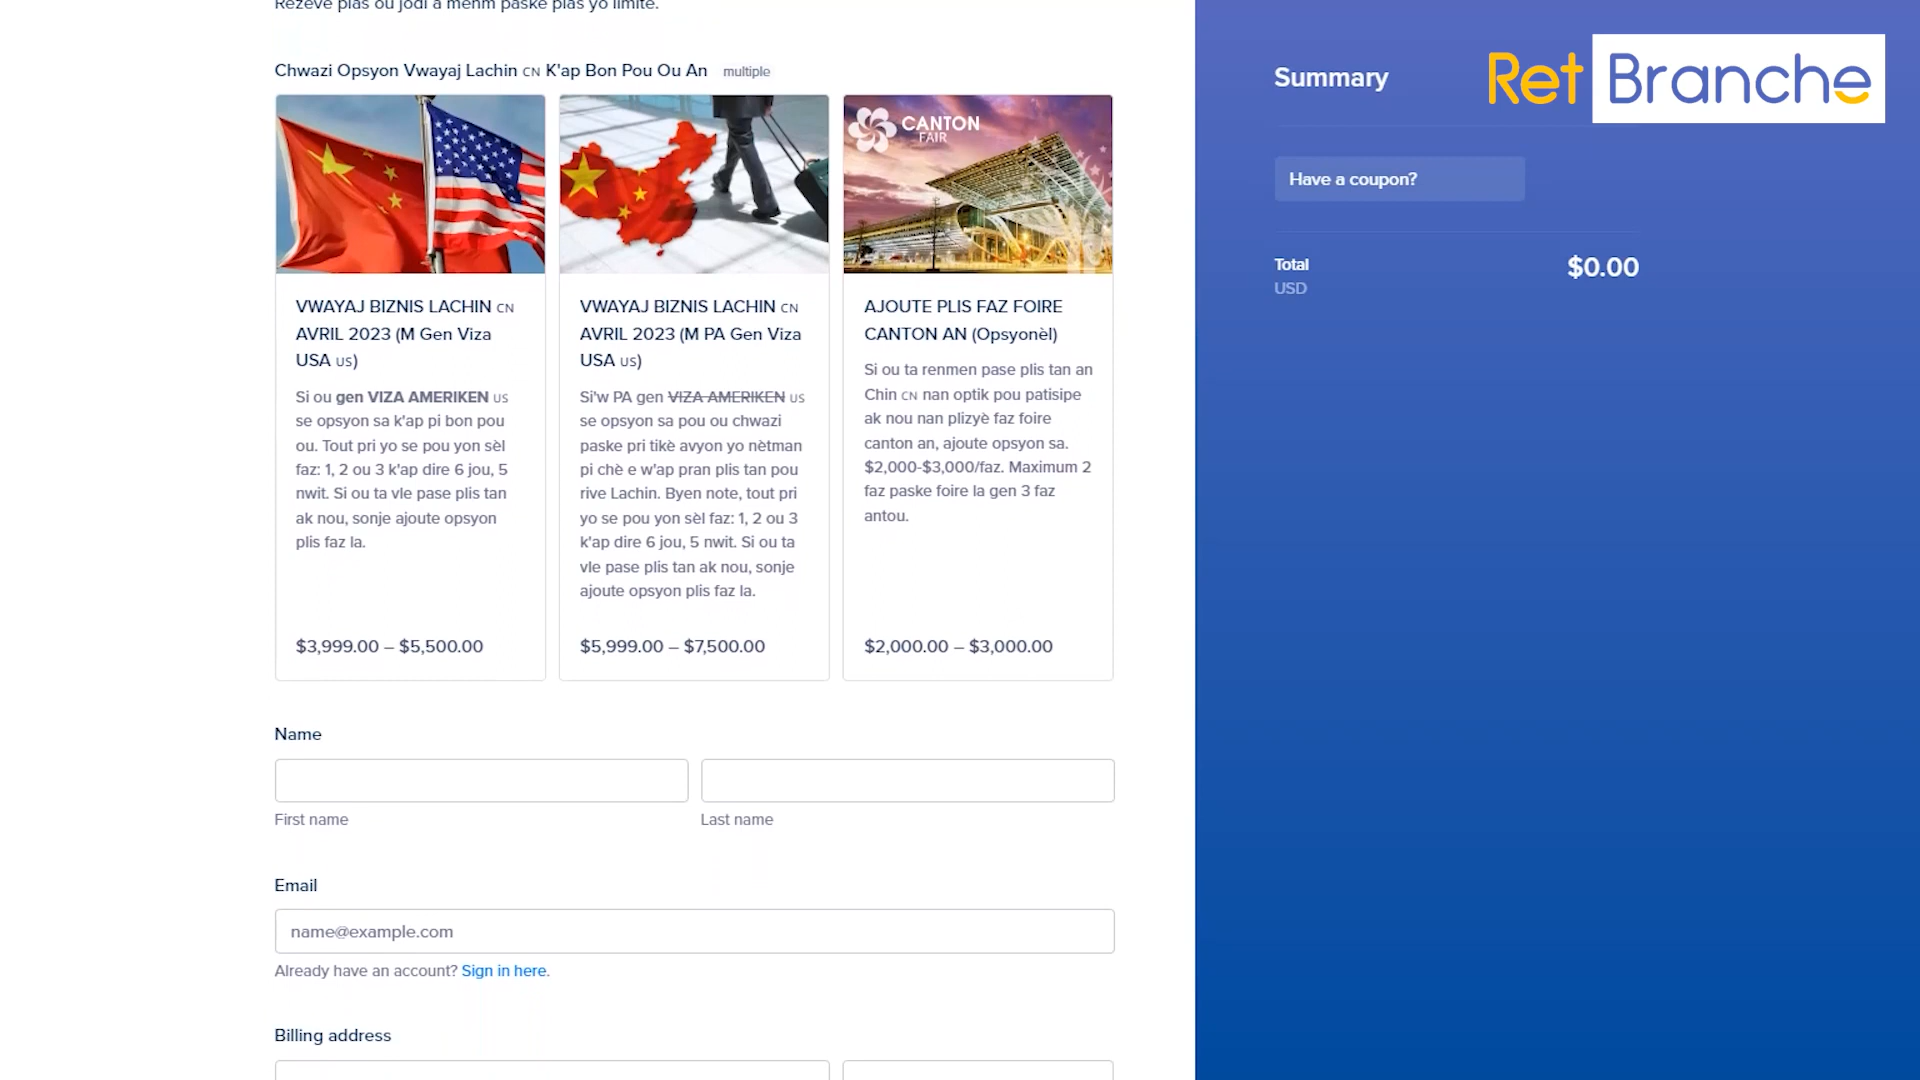 Rezève plas ou jodi a menm paske plas yo limite.
Chwazi Opsyon Vwayaj Lachin CN K'ap Bon Pou Ou An multiple
CANTON
FAIR
VWAYAJ BIZNIS LACHIN CN
AVRIL 2023 (M Gen Viza
USA US)
Si ou gen VIZA AMERIKEN US
se opsyon sa k'ap pi bon pou
ou. Tout pri yo se pou yon sèl
faz: 1, 2 ou 3 k'ap dire 6 jou, 5
nwit. Si ou ta vle pase plis tan
ak nou, sonje ajoute opsyon
plis faz la.
$3,999.00 – $5,500.00
VWAYAJ BIZNIS LACHIN CN
AVRIL 2023 (M PA Gen Viza
USA US)
Si'w PA gen VIZA AMERIKEN US
se opsyon sa pou ou chwazi
paske pri tikè avyon yo nètman
pi chè e w'ap pran plis tan pou
rive Lachin. Byen note, tout pri
yo se pou yon sèl faz: 1, 2 ou 3
k'ap dire 6 jou, 5 nwit. Si ou ta
vle pase plis tan ak nou, sonje
ajoute opsyon plis faz la.
$5,999.00 – $7,500.00
AJOUTE PLIS FAZ FOIRE
CANTON AN (Opsyonèl)
Si ou ta renmen pase plis tan an
Chin CN nan optik pou patisipe
ak nou nan plizyè faz foire
canton an, ajoute opsyon sa.
$2,000-$3,000/faz. Maximum 2
faz paske foire la gen 3 faz
antou.
$2,000.00 – $3,000.00
Name
First name
Last name
Email
name@example.com
Already have an account? Sign in here.
Billing address
Summary
Ret Branche
Have a coupon?
Total
$0.00
USD